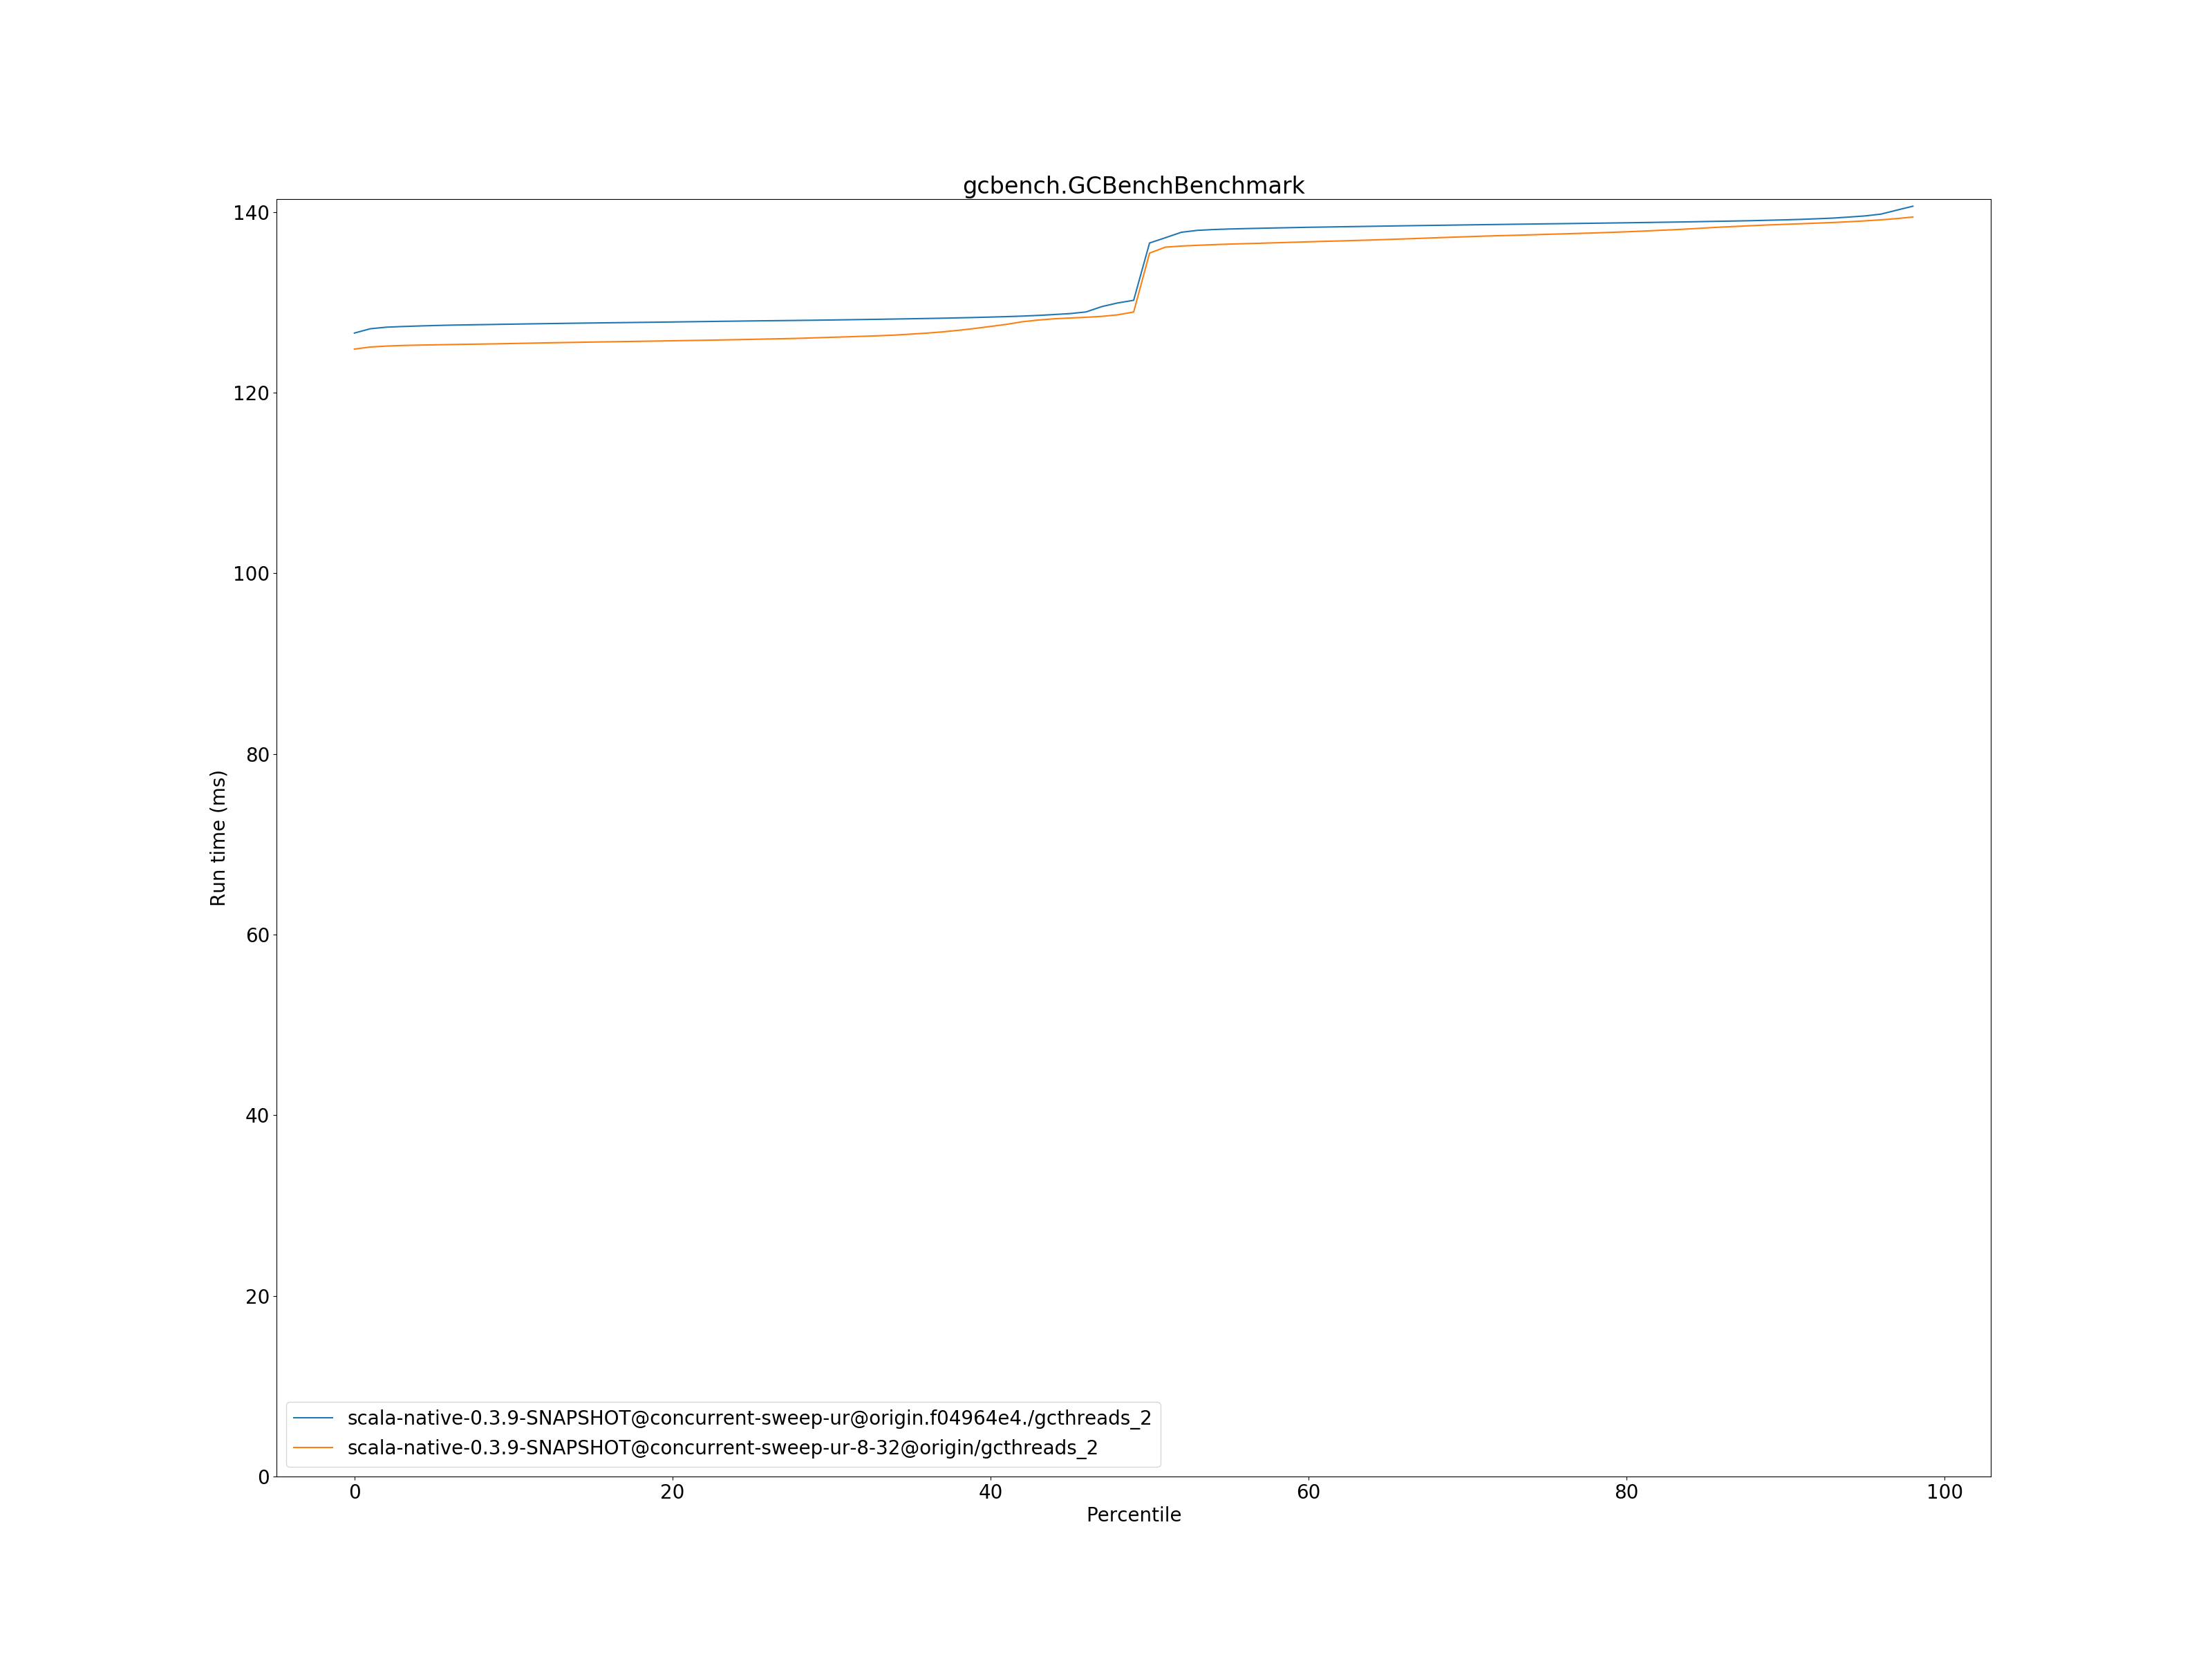 gcbench.GCBenchBenchmark
140
120
100
80
60
40
20
0
Run time (ms)
0 20 40 60 80 100
Percentile
scala-native-0.3.9-SNAPSHOT@concurrent-sweep-ur@origin.f04964e4./gcthreads_2
scala-native-0.3.9-SNAPSHOT@concurrent-sweep-ur-8-32@origin/gcthreads_2